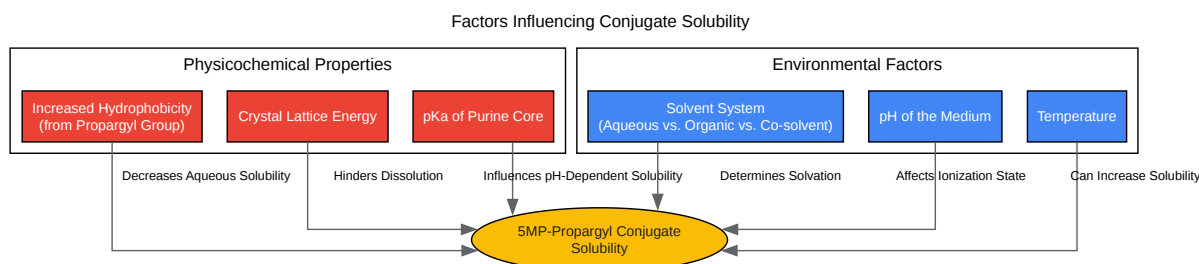 Factors Influencing Conjugate Solubility
Physicochemical Properties
Environmental Factors
Increased Hydrophobicity
(from Propargyl Group)
Crystal Lattice Energy
pKa of Purine Core
Solvent System
(Aqueous vs. Organic vs. Co-solvent)
pH of the Medium
Temperature
Decreases Aqueous Solubility
Hinders Dissolution
Influences pH-Dependent Solubility
Determines Solvation
Affects Ionization State
Can Increase Solubility
5MP-Propargyl Conjugate
Solubility